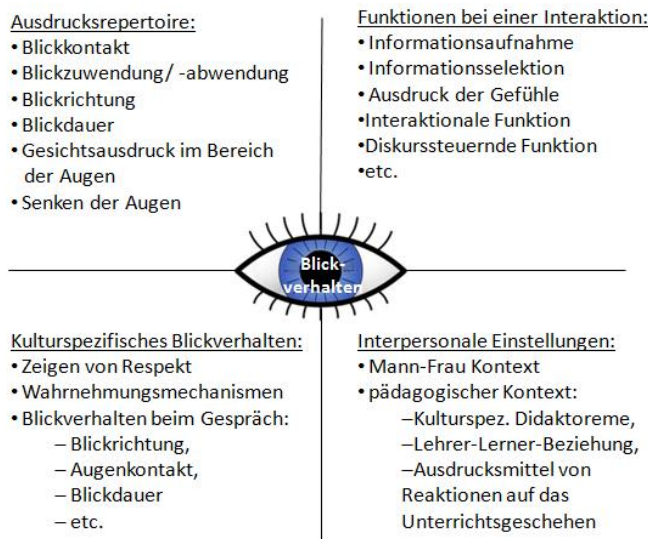 Ausdrucksrepertoire:
• Blickkontakt
• Blickzuwendung/ -abwendung
• Blickrichtung
• Blickdauer
• Gesichtsausdruck im Bereich
der Augen
• Senken der Augen
Funktionen bei einer Interaktion:
• Informationsaufnahme
• Informationsselektion
• Ausdruck der Gefühle
•Interaktionale Funktion
•Diskurssteuernde Funktion
•etc.
Blick-
verhalten
Kulturspezifisches Blickverhalten:
• Zeigen von Respekt
• Wahrnehmungsmechanismen
• Blickverhalten beim Gespräch:
– Blickrichtung,
– Augenkontakt,
– Blickdauer
– etc.
Interpersonale Einstellungen:
• Mann-Frau Kontext
• pädagogischer Kontext:
–Kulturspez. Didaktoreme,
–Lehrer-Lerner-Beziehung,
–Ausdrucksmittel von
Reaktionen auf das
Unterrichtsgeschehen